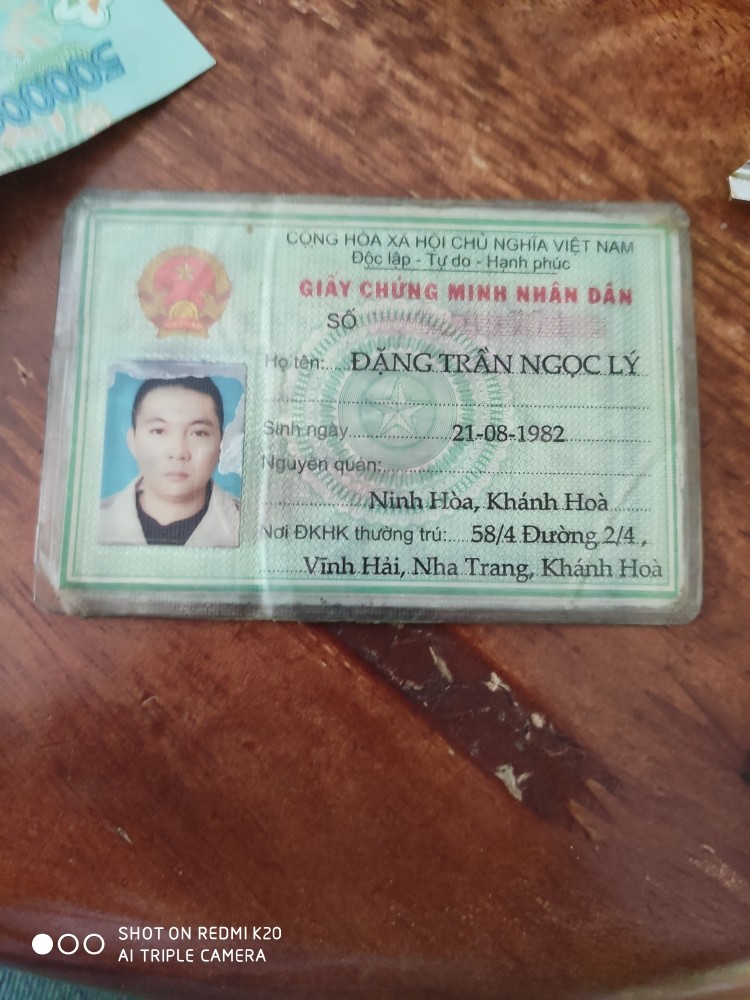 50000
CỘNG HÒA XÃ HỘI CHỦ NGHĨA VIỆT NAM
Độc lập - Tự do - Hạnh phúc
GIẤY CHỨNG MINH NHÂN DÂN
SỐ
Họ tên:.....ĐẶNG TRẦN NGỌC LÝ
Sinh ngày 21-08-1982
Nguyên quán:
Ninh Hòa, Khánh Hoà
Nơi ĐKHK thường trú:....58/4 Đường 2/4 ,
Vĩnh Hải, Nha Trang, Khánh Hoà
SHOT ON REDMI K20
AI TRIPLE CAMERA